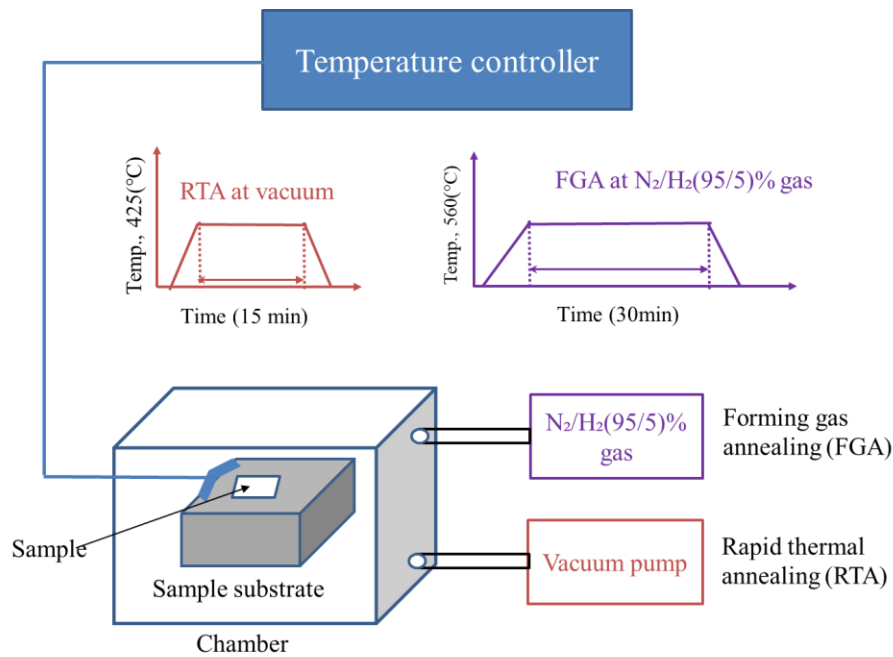 Temperature controller
Temp., 425(°C)
RTA at vacuum
Time (15 min)
Temp., 560(°C)
FGA at N₂/H₂(95/5)% gas
Time (30min)
N₂/H₂(95/5)%
gas
Forming gas
annealing (FGA)
Sample
Sample substrate
Vacuum pump
Rapid thermal
annealing (RTA)
Chamber